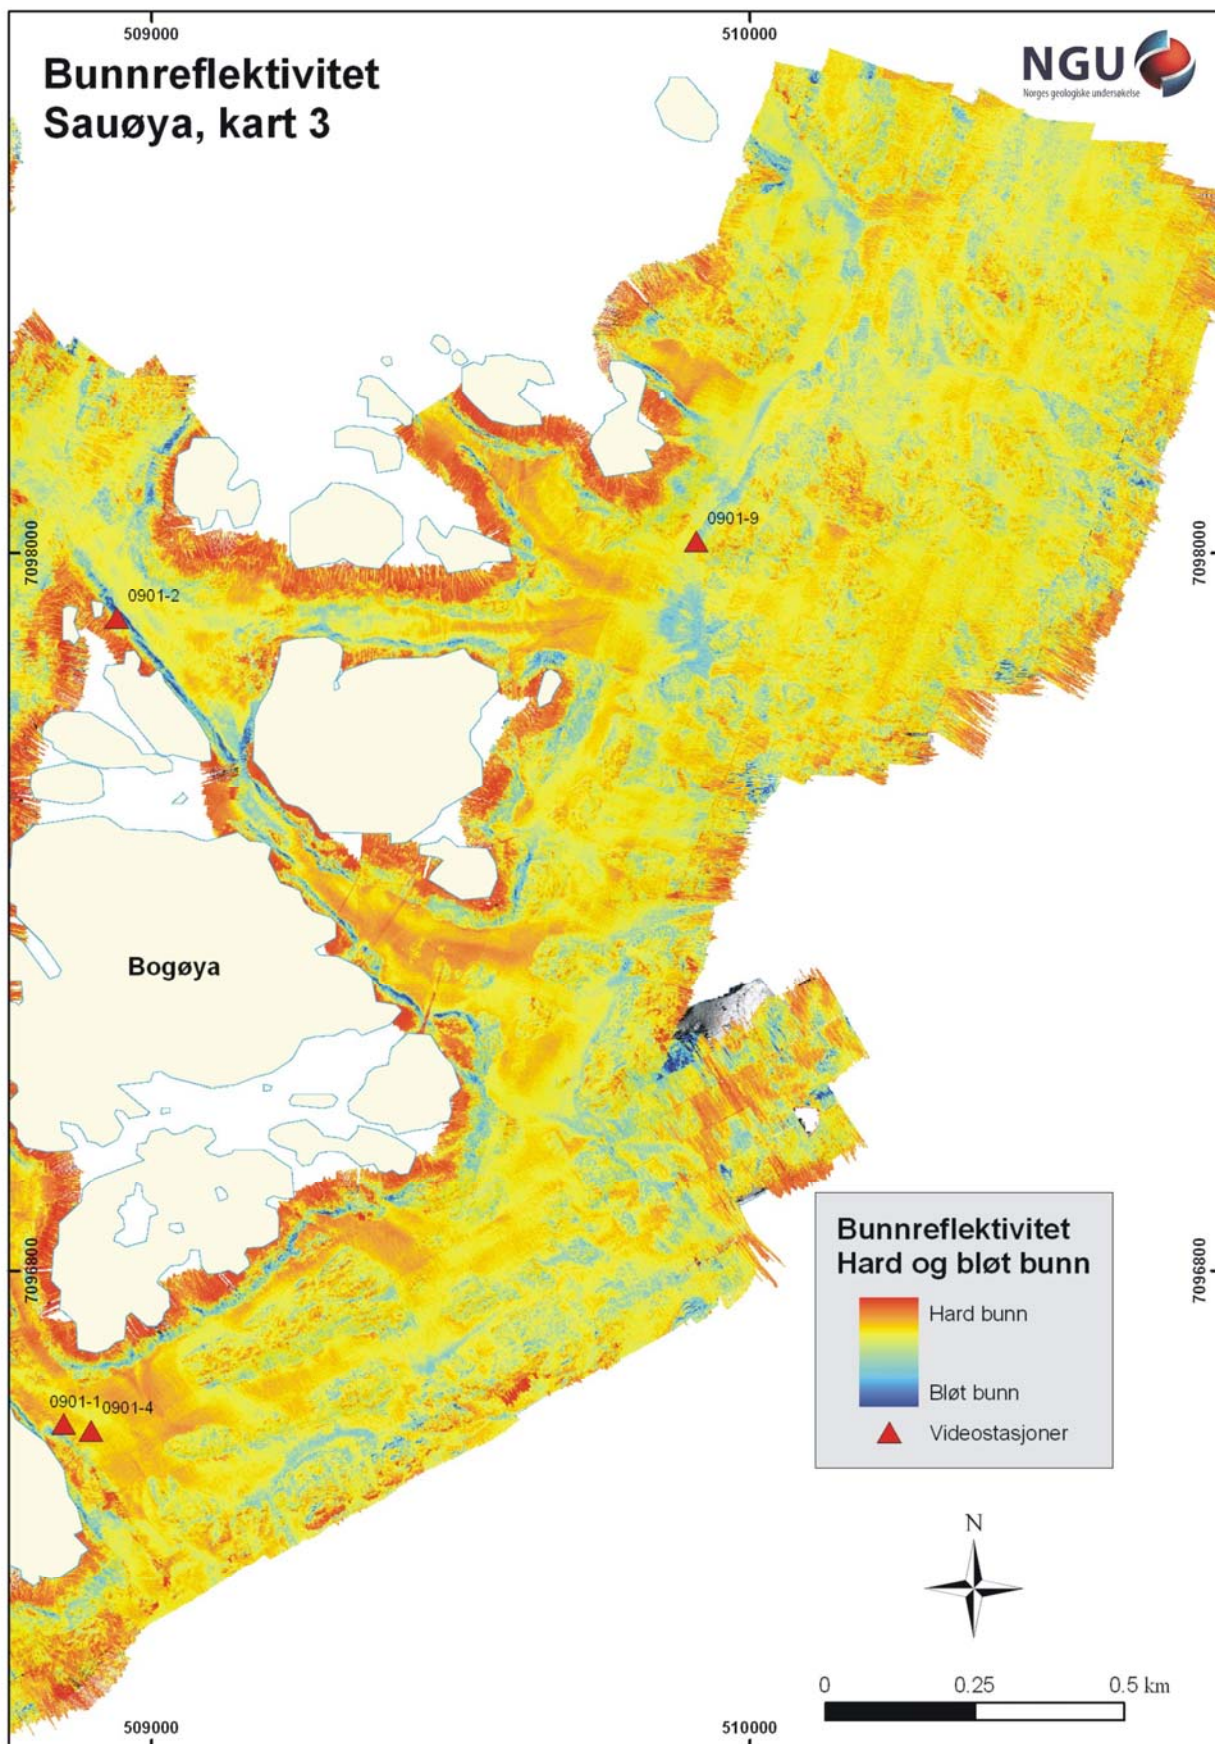 509000
510000
Bunnreflektivitet
Sauøya, kart 3
NGU
Norges geologiske undersøkelse
0901-9
7098000
7098000
0901-2
Bogøya
Bunnreflektivitet
Hard og bløt bunn
Hard bunn
Bløt bunn
Videostasjoner
7096800
7096800
0901-1
0901-4
N
0
0.25
0.5 km
509000
510000